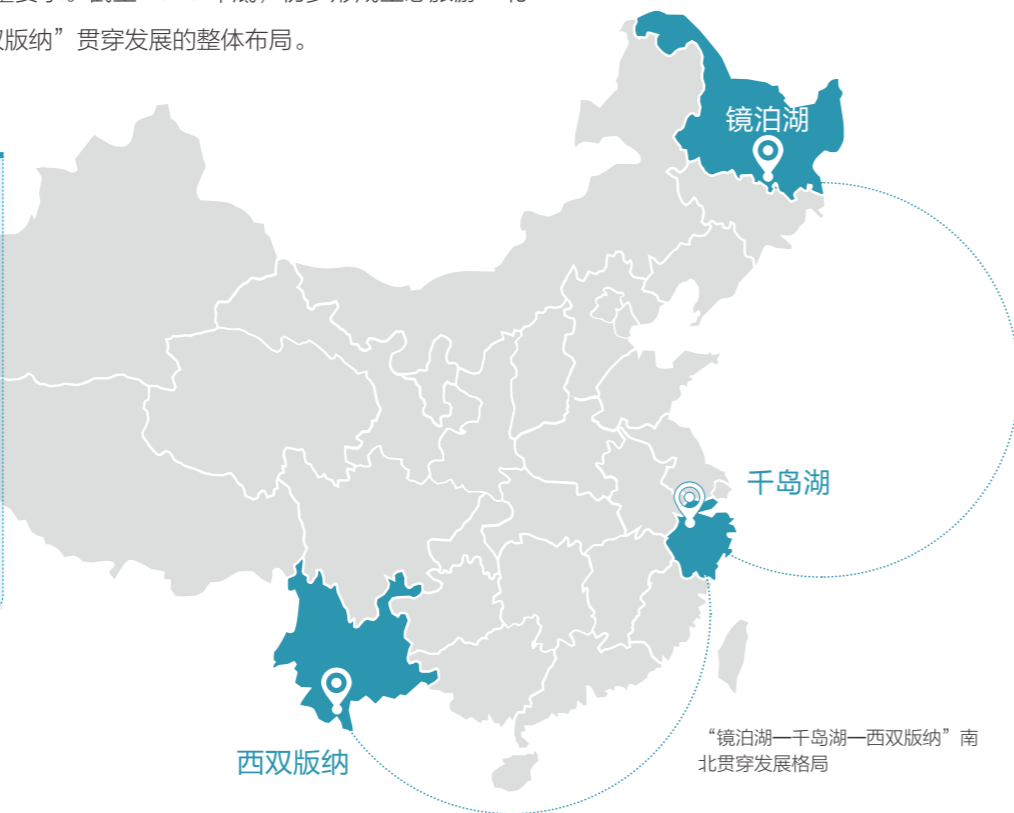 双版纳”贯穿发展的整体布局。
镜泊湖
千岛湖
西双版纳
“镜泊湖—千岛湖—西双版纳”南
北贯穿发展格局